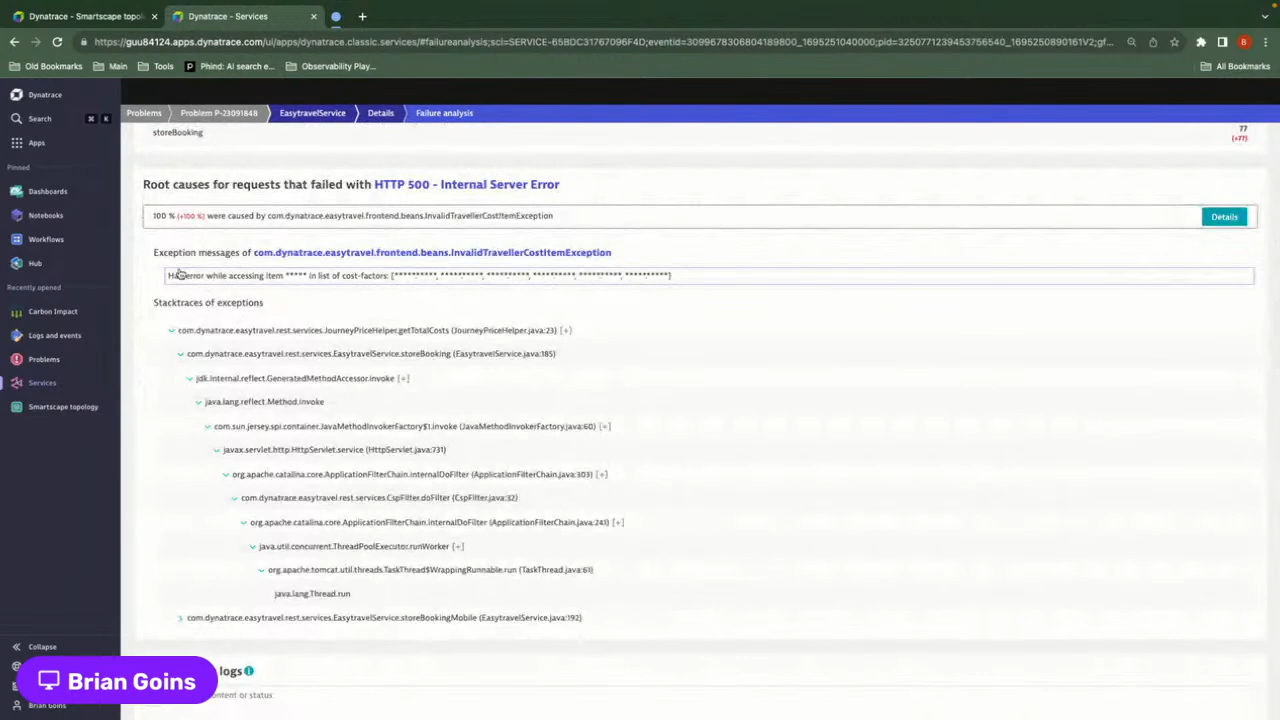 Dynatrace - Smartscape topol
Dynatrace - Services
https://guu84124.apps.dynatrace.com/ui/apps/dynatrace.classic.services/#failureanalysis;sci=SERVICE-65BDC31767096F4D;eventid=3099678306804189800_1695251040000;pid=3250771239453756540_1695250890161V2;gf...
B
Old Bookmarks
Main
Tools
Phind: AI search e...
Observability Play...
All Bookmarks
Dynatrace
Search
K
Apps
Pinned
Dashboards
Notebooks
Workflows
Hub
Recently opened
Carbon Impact
Logs and events
Problems
Services
Smartscape topology
Collapse
Brian Goins
Problems
Problem P-23091848
EasytravelService
Details
Failure analysis
storeBooking
77
(+77)
Root causes for requests that failed with HTTP 500 - Internal Server Error
100 % (+100 %) were caused by com.dynatrace.easytravel.frontend.beans.InvalidTravellerCostItemException
Details
Exception messages of com.dynatrace.easytravel.frontend.beans.InvalidTravellerCostItemException
error while accessing item ***** in list of cost-factors:
Stacktraces of exceptions
com.dynatrace.easytravel.rest.services.JourneyPriceHelper.getTotalCosts (JourneyPriceHelper.java:23) [+]
com.dynatrace.easytravel.rest.services.EasytravelService.storeBooking (EasytravelService.java:185)
jdk.internal.reflect.GeneratedMethodAccessor.invoke [+]
java.lang.reflect.Method.invoke
com.sun.jersey.spi.container.JavaMethodInvokerFactory$1.invoke (JavaMethodInvokerFactory.java:60) [+]
javax.servlet.http.HttpServlet.service (HttpServlet.java:731)
org.apache.catalina.core.ApplicationFilterChain.internalDoFilter (ApplicationFilterChain.java:303) [+]
com.dynatrace.easytravel.rest.services.CspFilter.doFilter (CspFilter.java:32)
org.apache.catalina.core.ApplicationFilterChain.internalDoFilter (ApplicationFilterChain.java:241) [+]
java.util.concurrent.ThreadPoolExecutor.runWorker [+]
org.apache.tomcat.util.threads.TaskThread$WrappingRunnable.run (TaskThread.java:61)
java.lang.Thread.run
com.dynatrace.easytravel.rest.services.EasytravelService.storeBookingMobile (EasytravelService.java:192)
logs
ontent or status
Brian Goins